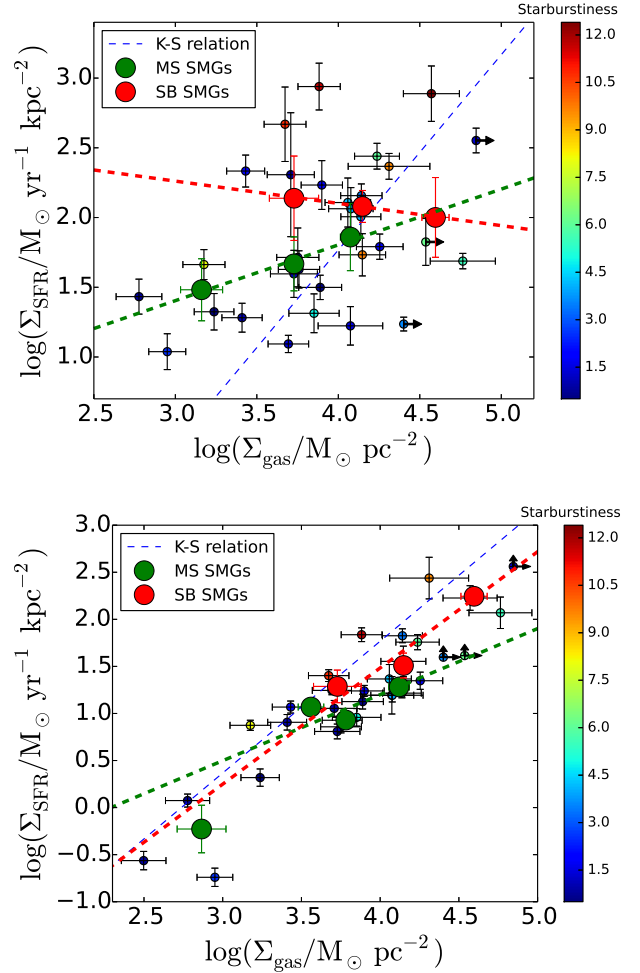 Starburstiness
K-S relation
MS SMGs
SB SMGs
log(Σ_SFR/M_⊙ yr⁻¹ kpc⁻²)
3.0
2.5
2.0
1.5
1.0
2.5 3.0 3.5 4.0 4.5 5.0
log(Σ_gas/M_⊙ pc⁻²)
12.0
10.5
9.0
7.5
6.0
4.5
3.0
1.5
Starburstiness
K-S relation
MS SMGs
SB SMGs
log(Σ_SFR/M_⊙ yr⁻¹ kpc⁻²)
3.0
2.5
2.0
1.5
1.0
0.5
0.0
−0.5
−1.0
2.5 3.0 3.5 4.0 4.5 5.0
log(Σ_gas/M_⊙ pc⁻²)
12.0
10.5
9.0
7.5
6.0
4.5
3.0
1.5